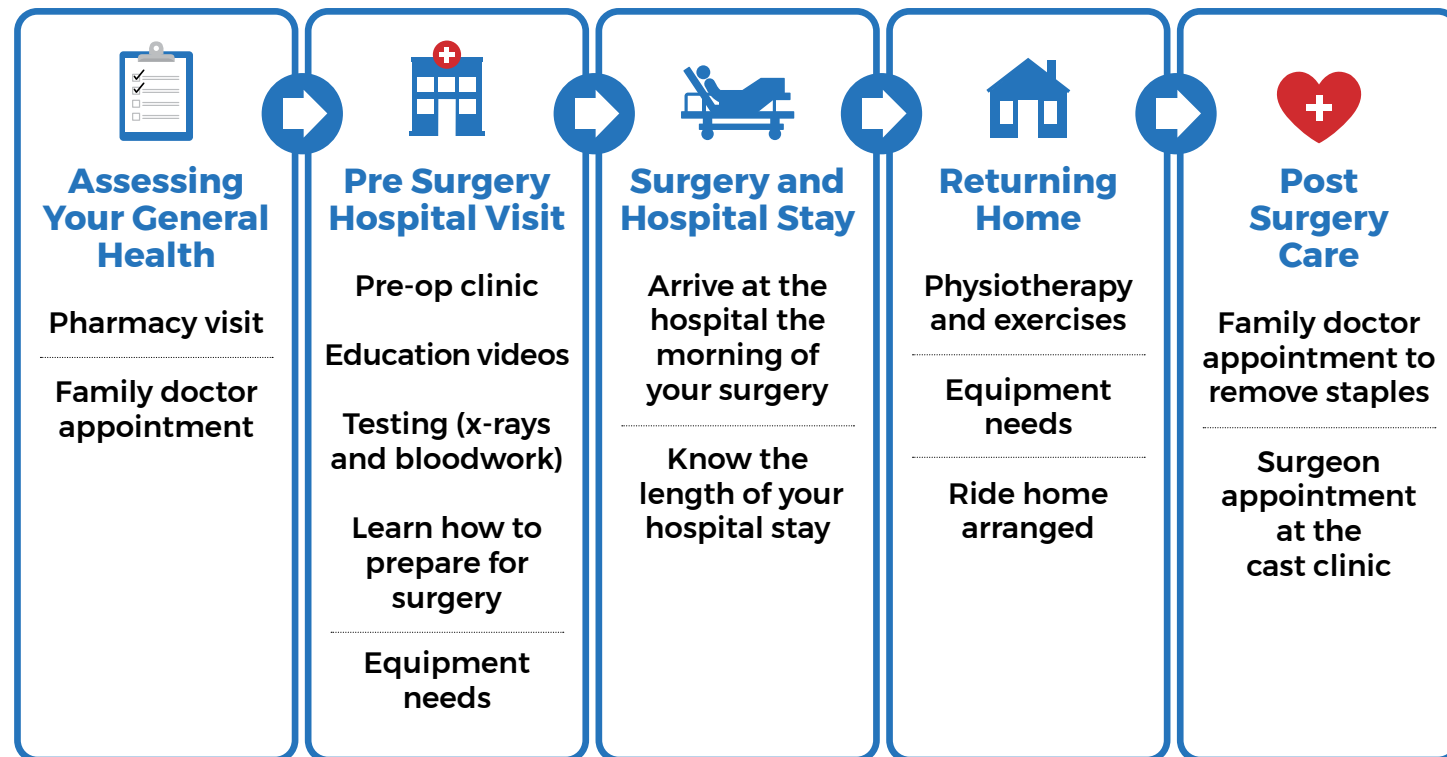 Assessing
Your General
Health
Pharmacy visit
Family doctor
appointment
Pre Surgery
Hospital Visit
Pre-op clinic
Education videos
Testing (x-rays
and bloodwork)
Learn how to
prepare for
surgery
Equipment
needs
Surgery and
Hospital Stay
Arrive at the
hospital the
morning of
your surgery
Know the
length of your
hospital stay
Returning
Home
Physiotherapy
and exercises
Equipment
needs
Ride home
arranged
Post
Surgery
Care
Family doctor
appointment to
remove staples
Surgeon
appointment
at the
cast clinic